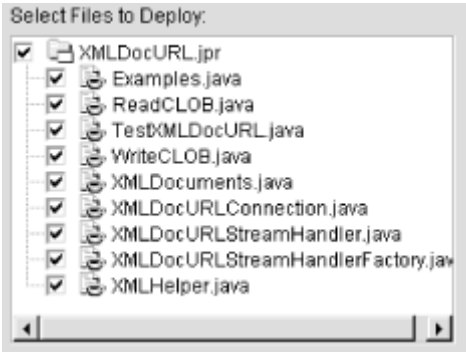 Select Files to Deploy:
XMLDocURL.jpr
Examples.java
ReadCLOB.java
TestXMLDocURL.java
WriteCLOB.java
XMLDocuments.java
XMLDocURLConnection.java
XMLDocURLStreamHandler.java
XMLDocURLStreamHandlerFactory.jav
XMLHelper.java